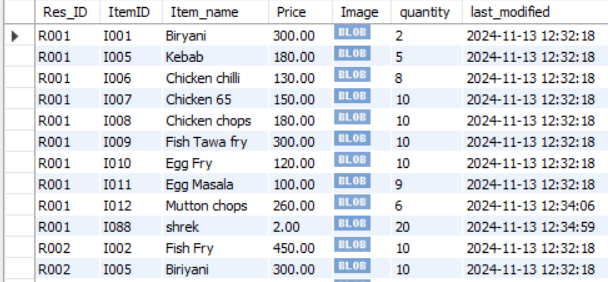 Res_ID ItemID Item_name Price Image quantity last_modified
R001 I001 Biryani 300.00 BLOB 2 2024-11-13 12:32:18
R001 I005 Kebab 180.00 BLOB 5 2024-11-13 12:32:18
R001 I006 Chicken chilli 130.00 BLOB 8 2024-11-13 12:32:18
R001 I007 Chicken 65 150.00 BLOB 10 2024-11-13 12:32:18
R001 I008 Chicken chops 180.00 BLOB 10 2024-11-13 12:32:18
R001 I009 Fish Tawa fry 300.00 BLOB 10 2024-11-13 12:32:18
R001 I010 Egg Fry 120.00 BLOB 10 2024-11-13 12:32:18
R001 I011 Egg Masala 100.00 BLOB 9 2024-11-13 12:32:18
R001 I012 Mutton chops 260.00 BLOB 6 2024-11-13 12:34:06
R001 I088 shrek 2.00 BLOB 20 2024-11-13 12:34:59
R002 I002 Fish Fry 450.00 BLOB 10 2024-11-13 12:32:18
R002 I005 Biriyani 300.00 BLOB 10 2024-11-13 12:32:18